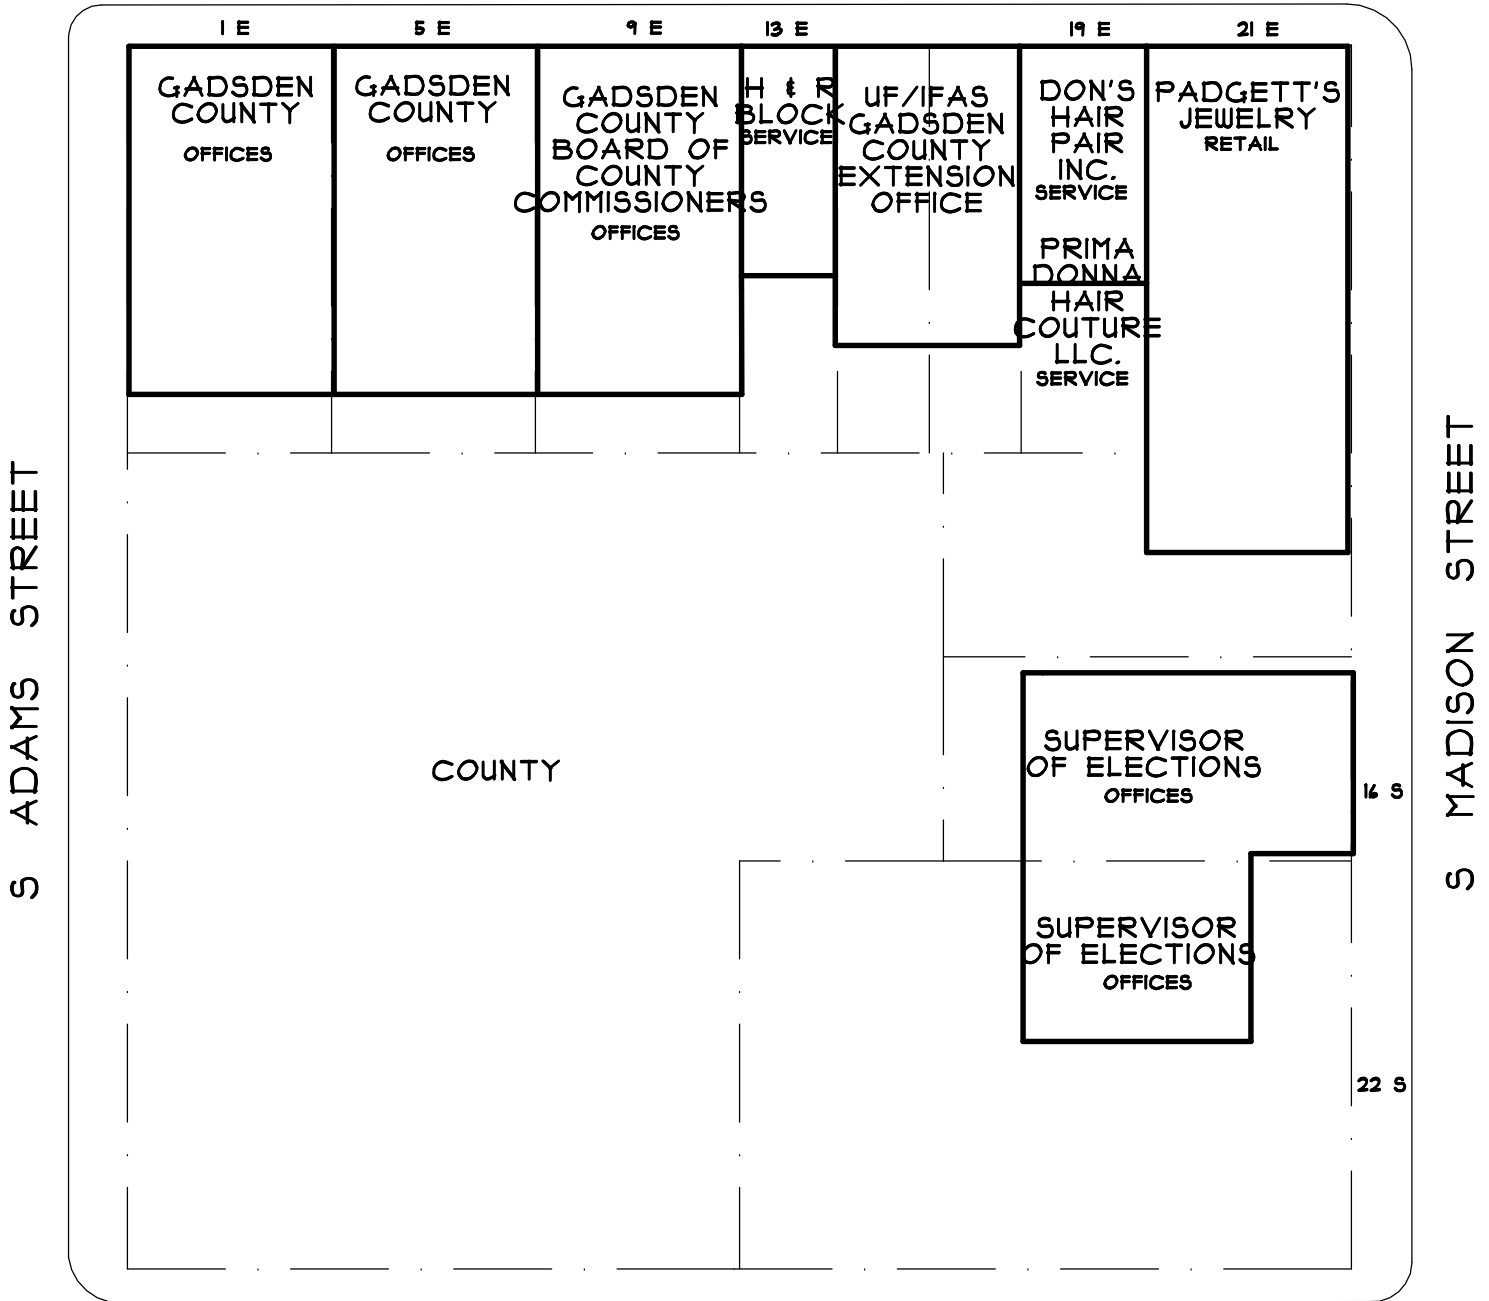 1 E
5 E
9 E
13 E
19 E
21 E
GADSDEN
COUNTY
OFFICES
GADSDEN
COUNTY
OFFICES
GADSDEN
COUNTY
BOARD OF
COUNTY
COMMISSIONERS
OFFICES
H & R
BLOCK
SERVICE
UF/IFAS
GADSDEN
COUNTY
EXTENSION
OFFICE
DON'S
HAIR
PAIR
INC.
SERVICE
PRIMA
DONNA
HAIR
COUTURE
LLC.
SERVICE
PADGETT'S
JEWELRY
RETAIL
S ADAMS STREET
S MADISON STREET
COUNTY
SUPERVISOR
OF ELECTIONS
OFFICES
16 S
SUPERVISOR
OF ELECTIONS
OFFICES
22 S